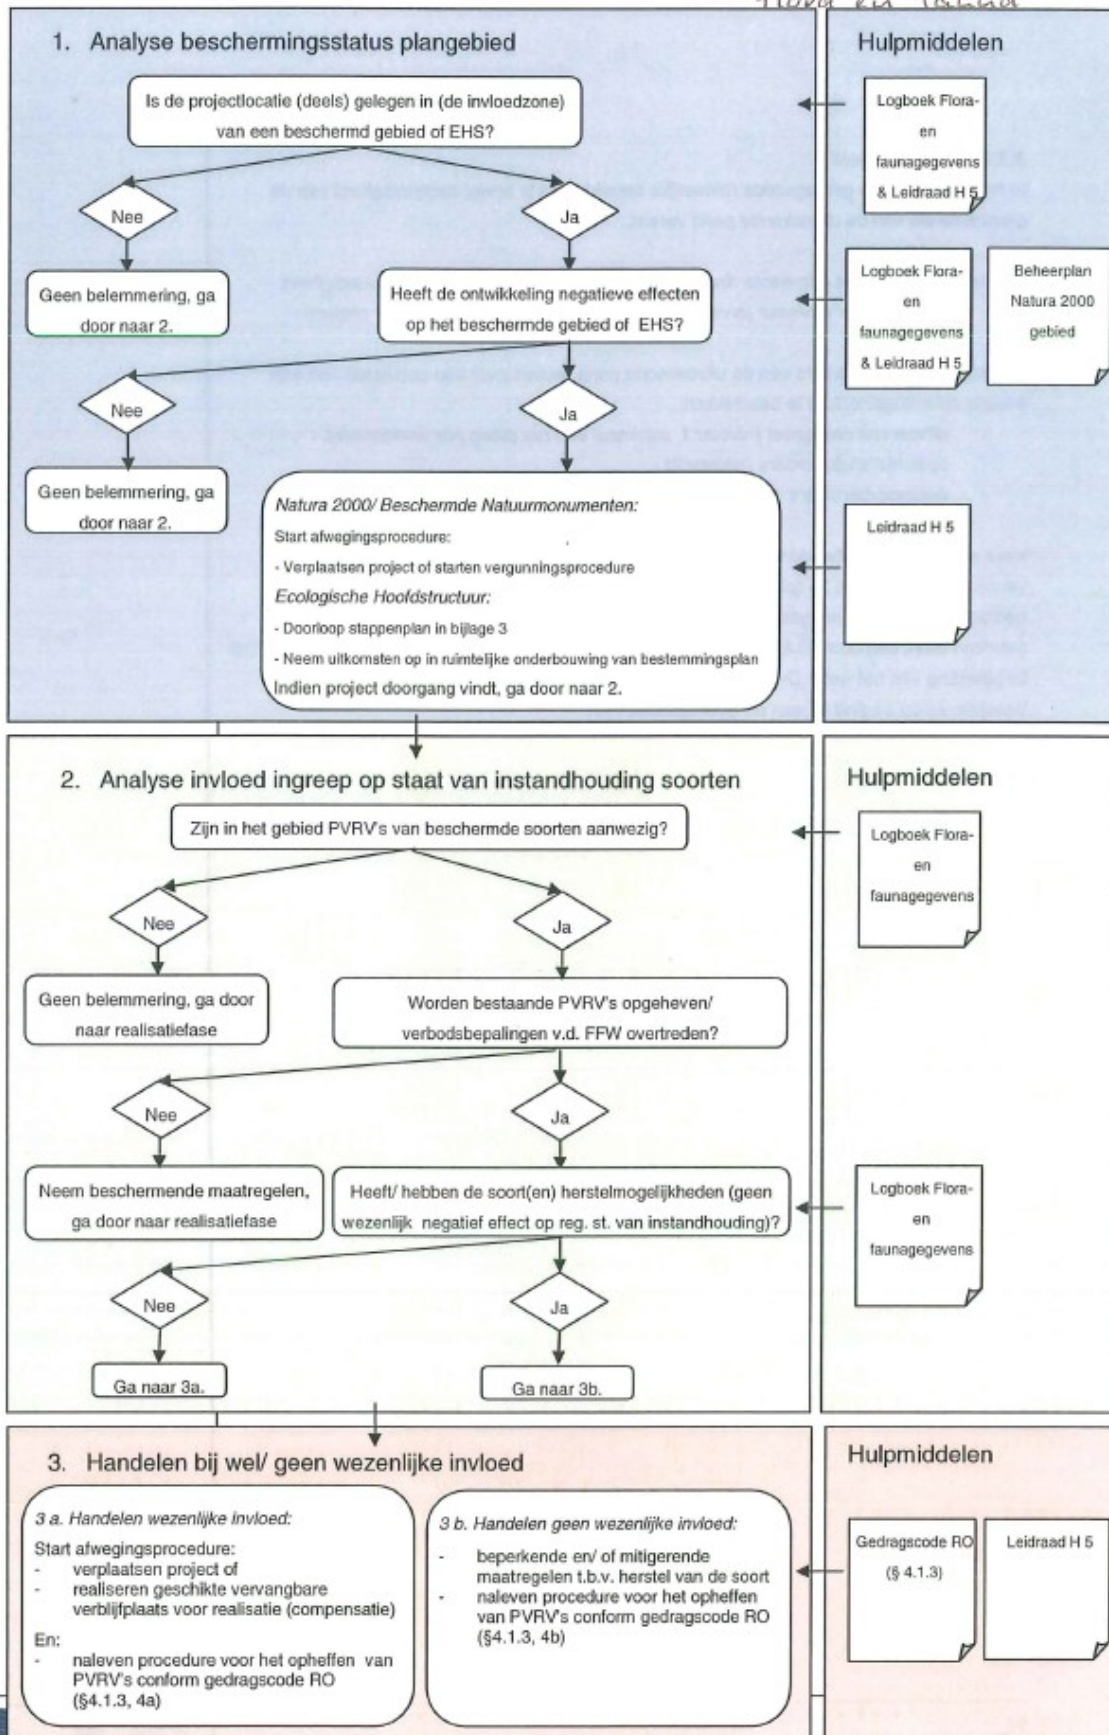 Flora en fauna
1. Analyse beschermingsstatus plangebied
Is de projectlocatie (deels) gelegen in (de invloedzone)
van een beschermd gebied of EHS?
Nee
Ja
Geen belemmering, ga
door naar 2.
Heeft de ontwikkeling negatieve effecten
op het beschermde gebied of EHS?
Nee
Ja
Geen belemmering, ga
door naar 2.
Natura 2000/ Beschermde Natuurmonumenten:
Start afwegingsprocedure:
- Verplaatsen project of starten vergunningsprocedure
Ecologische Hoofdstructuur:
- Doorloop stappenplan in bijlage 3
- Neem uitkomsten op in ruimtelijke onderbouwing van bestemmingsplan
Indien project doorgang vindt, ga door naar 2.
Hulpmiddelen
Logboek Flora-
en
faunagegevens
& Leidraad H 5
Logboek Flora-
en
faunagegevens
& Leidraad H 5
Beheerplan
Natura 2000
gebied
Leidraad H 5
2. Analyse invloed ingreep op staat van instandhouding soorten
Zijn in het gebied PVRV's van beschermde soorten aanwezig?
Nee
Ja
Geen belemmering, ga door
naar realisatiefase
Worden bestaande PVRV's opgeheven/
verbodsbepalingen v.d. FFW overtreden?
Nee
Ja
Neem beschermende maatregelen,
ga door naar realisatiefase
Heeft/ hebben de soort(en) herstelmogelijkheden (geen
wezenlijk negatief effect op reg. st. van instandhouding)?
Nee
Ja
Ga naar 3a.
Ga naar 3b.
Hulpmiddelen
Logboek Flora-
en
faunagegevens
Logboek Flora-
en
faunagegevens
3. Handelen bij wel/ geen wezenlijke invloed
3 a. Handelen wezenlijke invloed:
Start afwegingsprocedure:
- verplaatsen project of
- realiseren geschikte vervangbare
verblijfplaats voor realisatie (compensatie)
En:
- naleven procedure voor het opheffen van
PVRV's conform gedragscode RO
(§4.1.3, 4a)
3 b. Handelen geen wezenlijke invloed:
- beperkende en/ of mitigerende
maatregelen t.b.v. herstel van de soort
- naleven procedure voor het opheffen
van PVRV's conform gedragscode RO
(§4.1.3, 4b)
Hulpmiddelen
Gedragscode RO
(§ 4.1.3)
Leidraad H 5